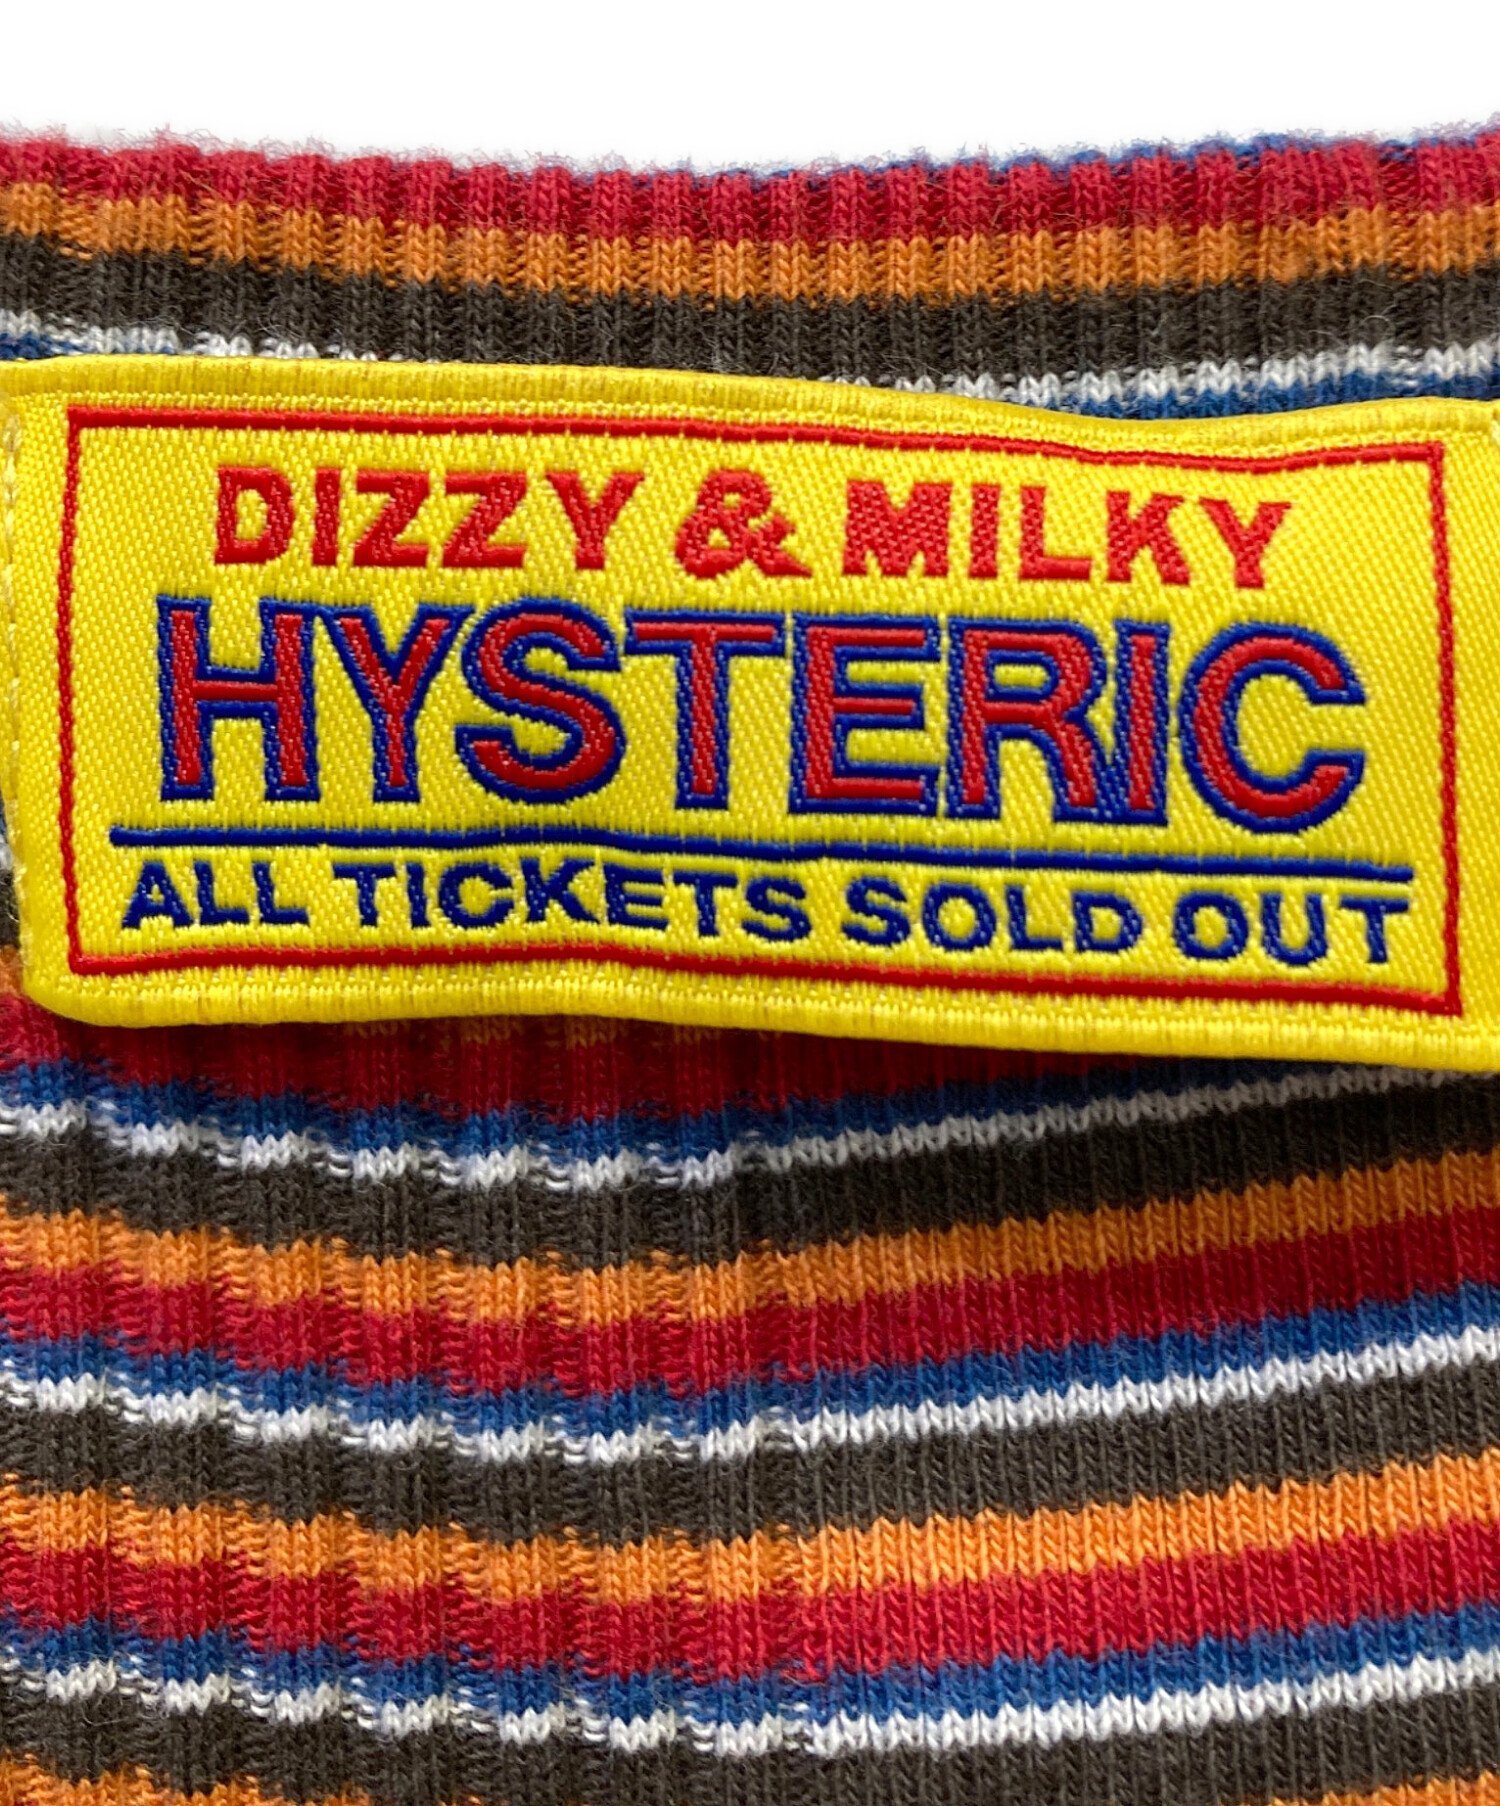 DIZZY & MILKY
HYSTERIC
ALL TICKETS SOLD OUT